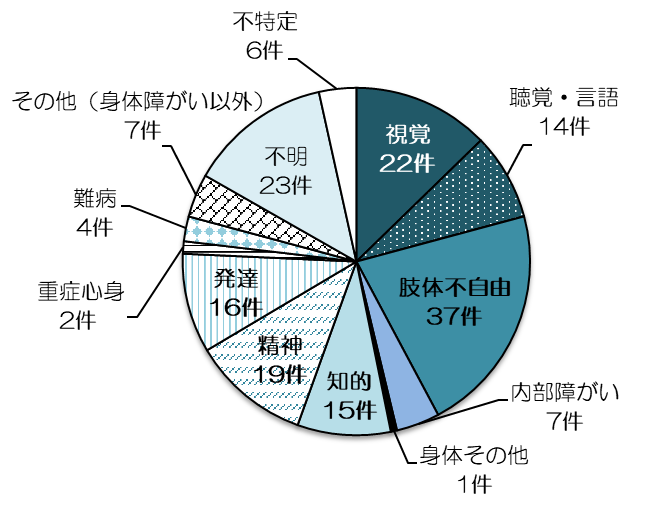 不特定
6件
視覚
22件
聴覚・言語
14件
肢体不自由
37件
内部障がい
7件
身体その他
1件
知的
15件
精神
19件
発達
16件
重症心身
2件
難病
4件
その他（身体障がい以外）
7件
不明
23件